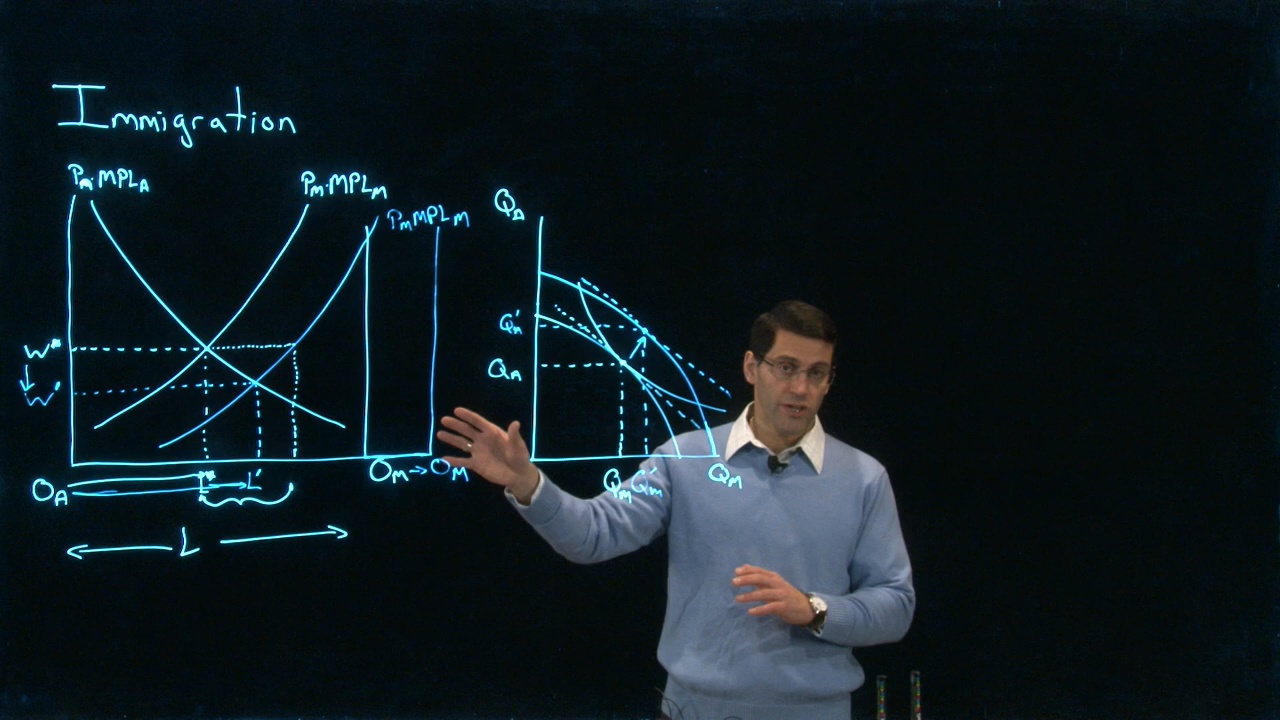 Immigration
P_A·MPL_A
P_M·MPL_M
P_M MPL_M
Q_A
W*
↓
W'
Q'_A
Q_A
O_A
L'
O_M → O_M
Q_M Q'_M
Q_M
← L →